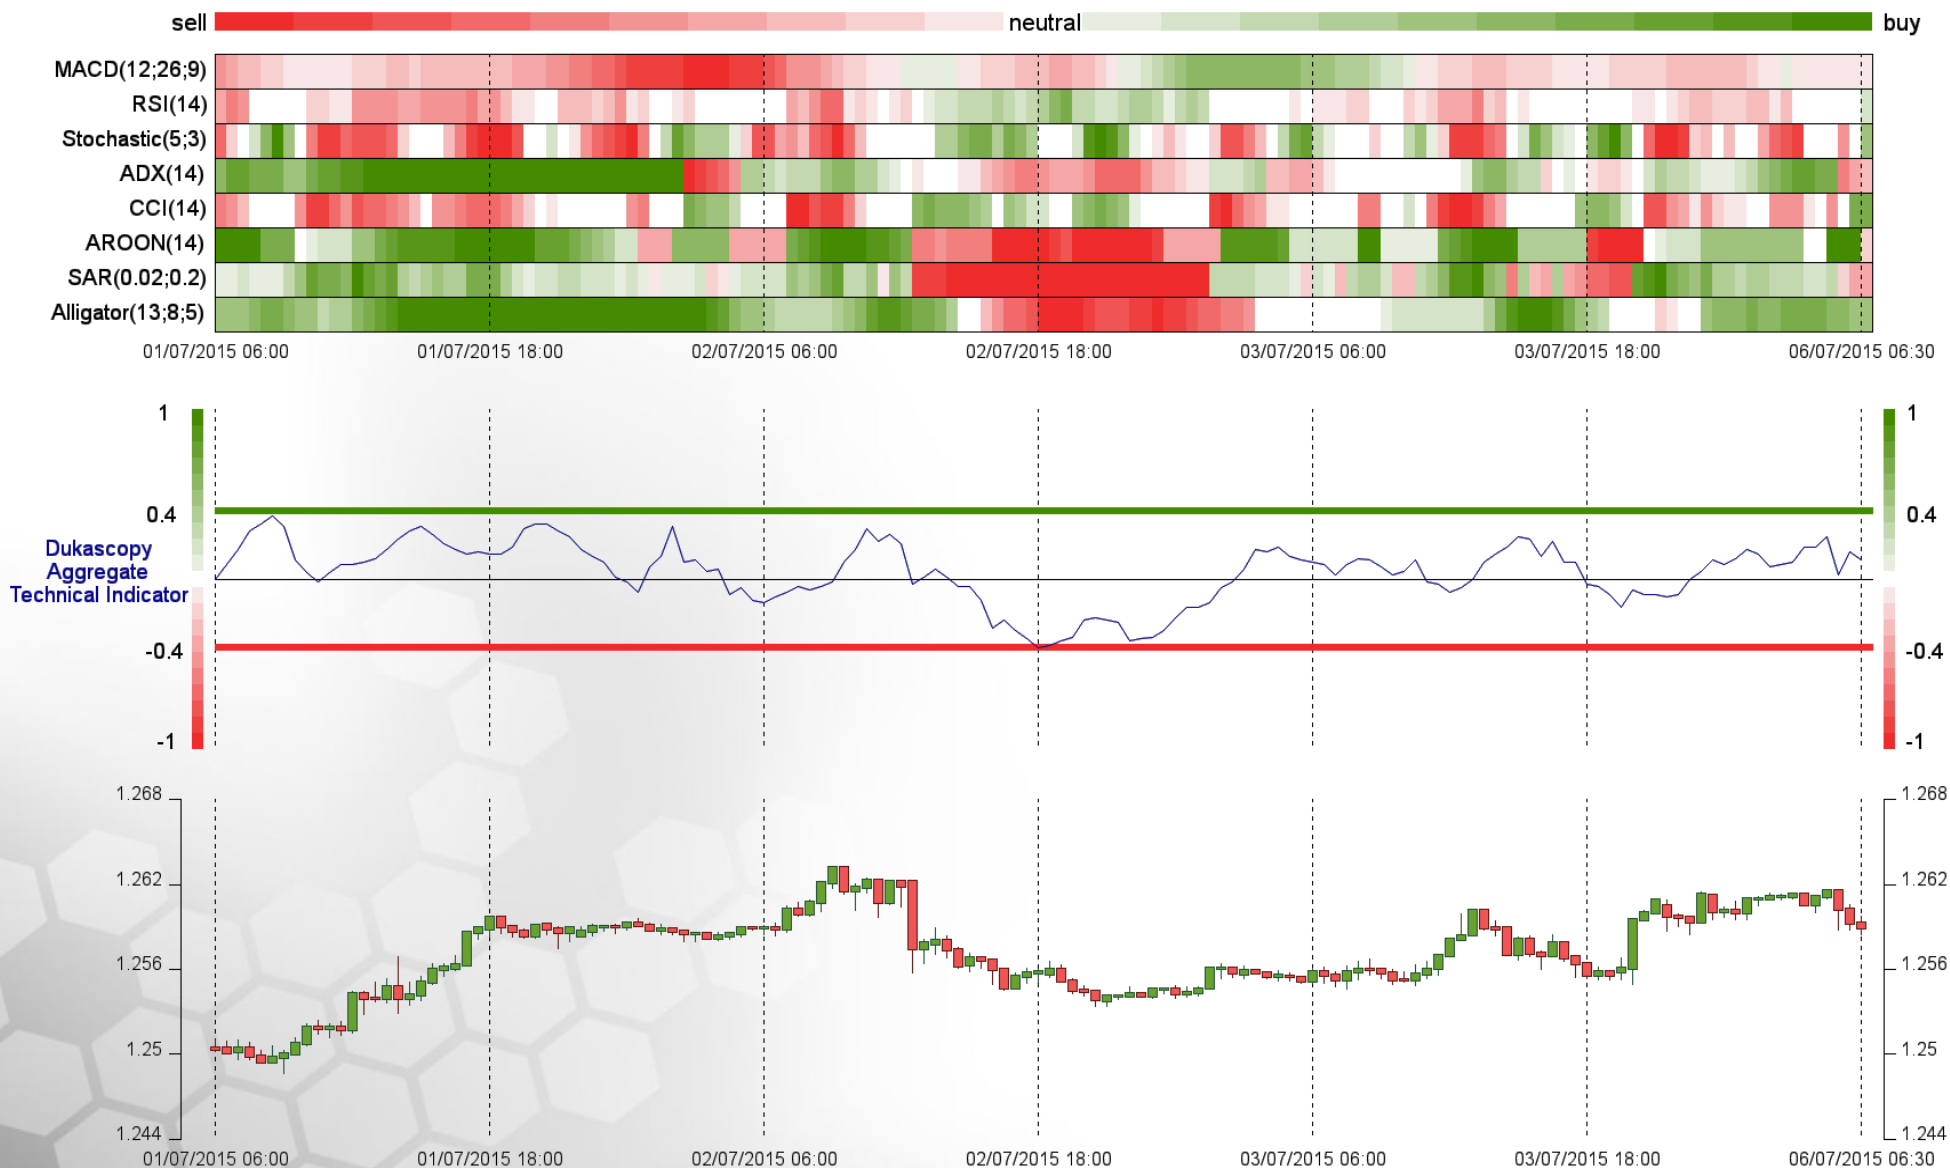 sell neutral buy
MACD(12;26;9)
RSI(14)
Stochastic(5;3)
ADX(14)
CCI(14)
AROON(14)
SAR(0.02;0.2)
Alligator(13;8;5)
01/07/2015 06:00 01/07/2015 18:00 02/07/2015 06:00 02/07/2015 18:00 03/07/2015 06:00 03/07/2015 18:00 06/07/2015 06:30
1 1
0.4 0.4
Dukascopy
Aggregate
Technical Indicator
-0.4 -0.4
-1 -1
1.268 1.268
1.262 1.262
1.256 1.256
1.25 1.25
1.244 1.244
01/07/2015 06:00 01/07/2015 18:00 02/07/2015 06:00 02/07/2015 18:00 03/07/2015 06:00 03/07/2015 18:00 06/07/2015 06:30